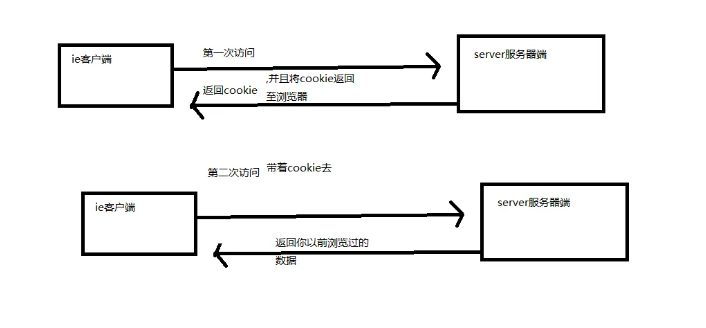 ie客户端
第一次访问
server服务器端
返回cookie
,并且将cookie返回
至浏览器
第二次访问
带着cookie去
ie客户端
server服务器端
返回你以前浏览过的
数据